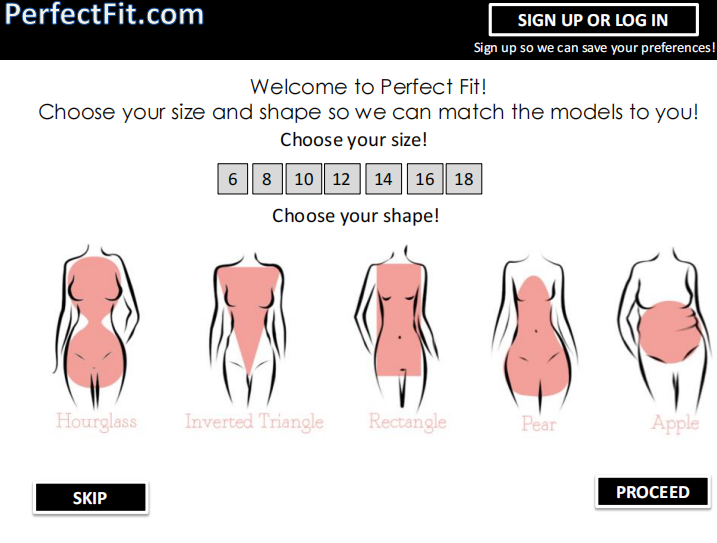 PerfectFit.com
SIGN UP OR LOG IN
Sign up so we can save your preferences!
Welcome to Perfect Fit!
Choose your size and shape so we can match the models to you!
Choose your size!
6 8 10 12 14 16 18
Choose your shape!
Hourglass Inverted Triangle Rectangle Pear Apple
SKIP PROCEED